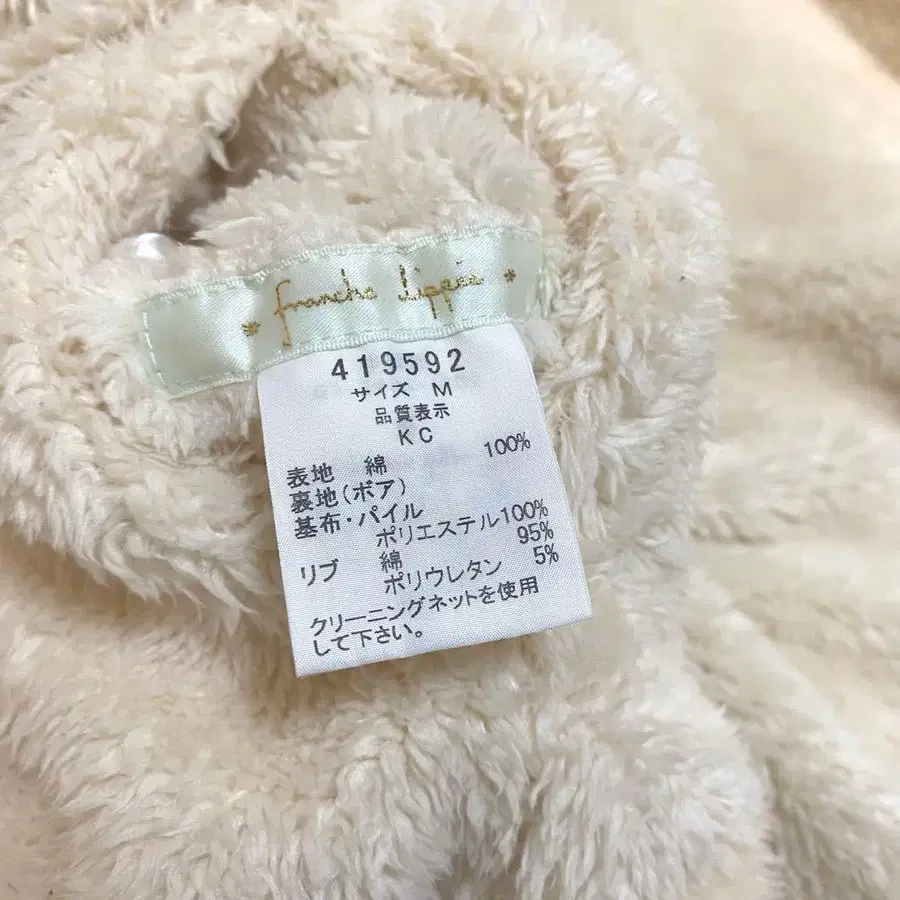 franche lippée
419592
サイズ M
品質表示
KC
表地 綿 100%
裏地(ボア)
基布・パイル
ポリエステル100%
リブ 綿 95%
ポリウレタン 5%
クリーニングネットを使用
して下さい。